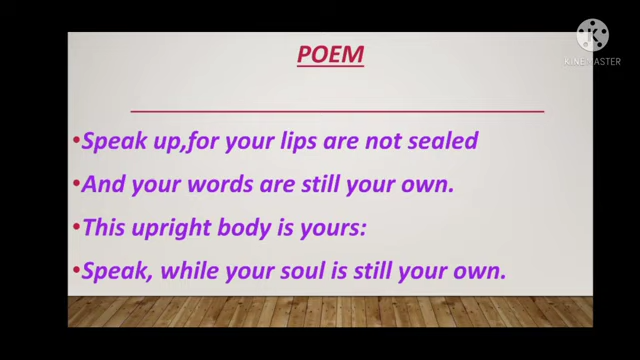 KINEMASTER
POEM
•Speak up,for your lips are not sealed
•And your words are still your own.
•This upright body is yours:
•Speak, while your soul is still your own.